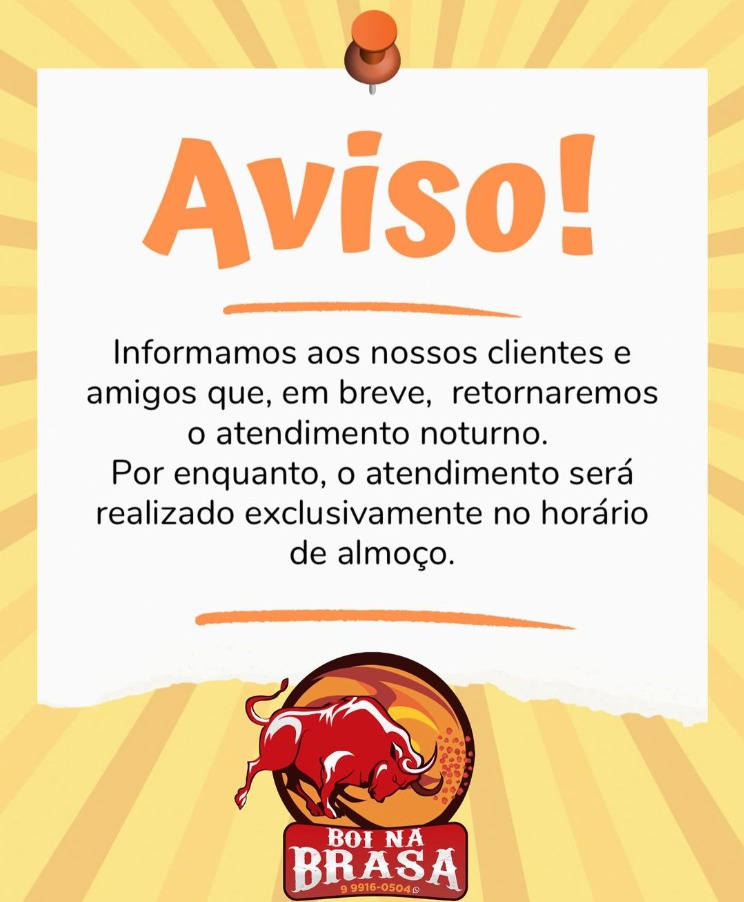 Aviso!
Informamos aos nossos clientes e
amigos que, em breve,  retornaremos
o atendimento noturno.
Por enquanto, o atendimento será
realizado exclusivamente no horário
de almoço.
BOI NA
BRASA
9 9916-0504